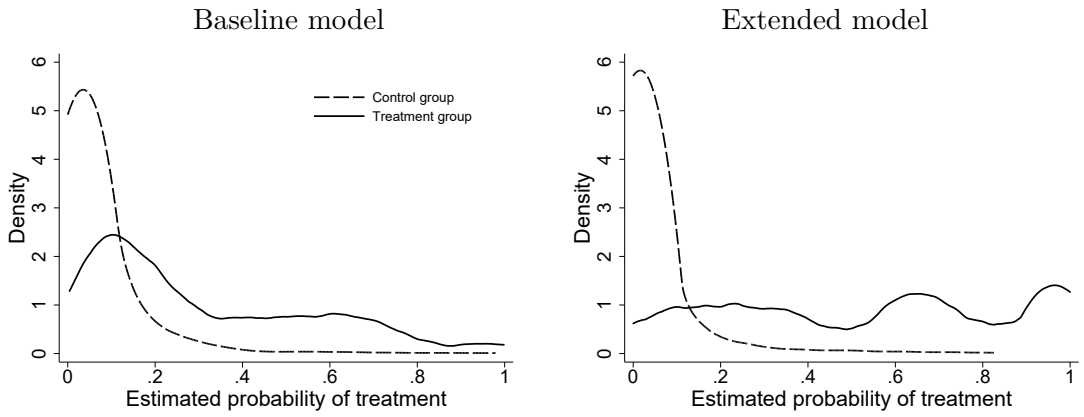 Baseline model
Extended model
6
5
4
3
2
1
0
Density
Control group
Treatment group
0 .2 .4 .6 .8 1
Estimated probability of treatment
6
5
4
3
2
1
0
Density
0 .2 .4 .6 .8 1
Estimated probability of treatment